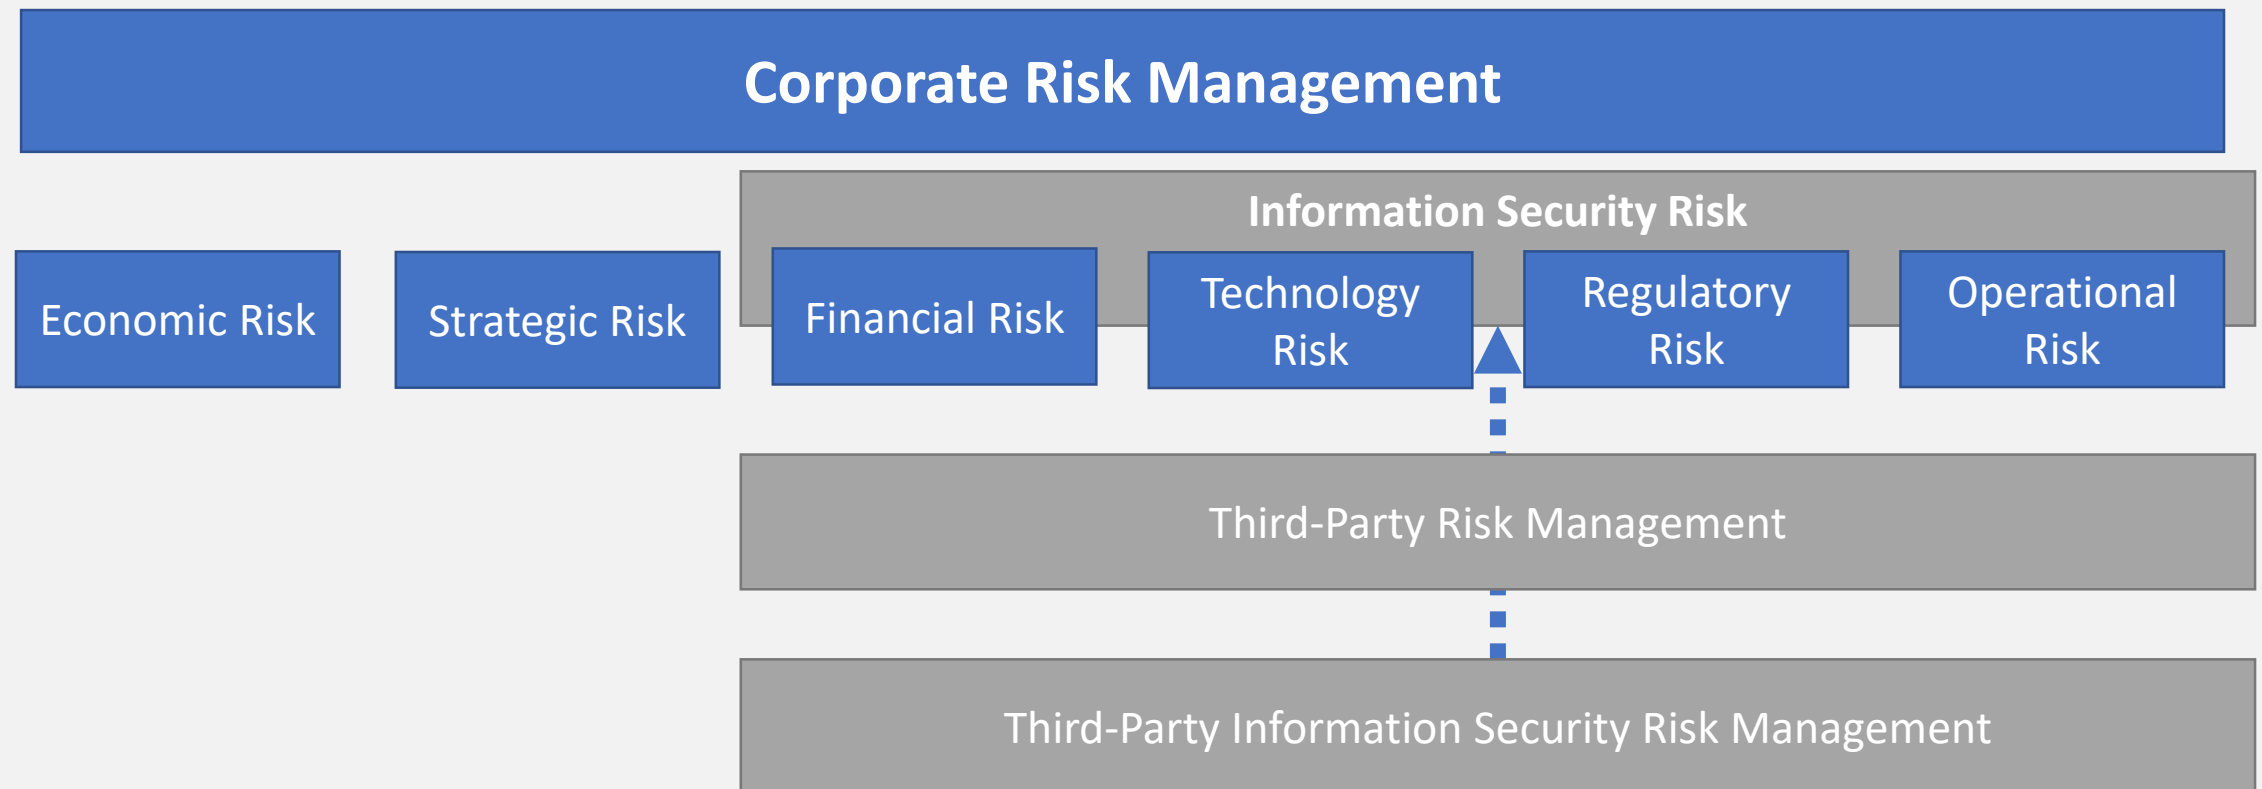 Corporate Risk Management
Information Security Risk
Economic Risk
Strategic Risk
Financial Risk
Technology
Risk
Regulatory
Risk
Operational
Risk
Third-Party Risk Management
Third-Party Information Security Risk Management